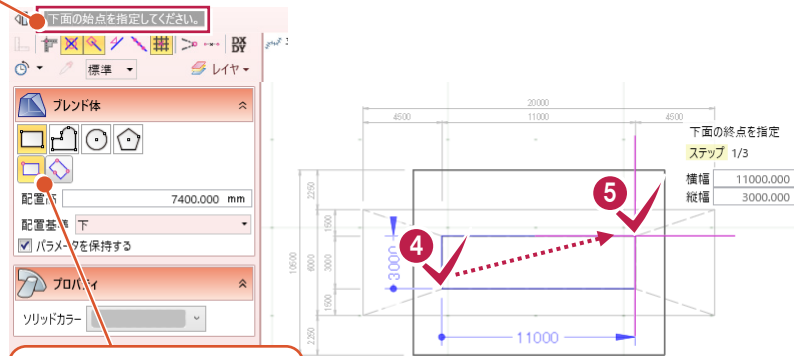 下面の始点を指定してください。
DX
DY
標準
レイヤ
ブレンド体
配置高 7400.000 mm
配置基準 下
パラメータを保持する
プロパティ
ソリッドカラー
20000
4500 11000 4500
下面の終点を指定
ステップ 1/3
横幅 11000.000
縦幅 3000.000
2250
1500
10500 6000 3000
1500
2250
3000
11000
4
5